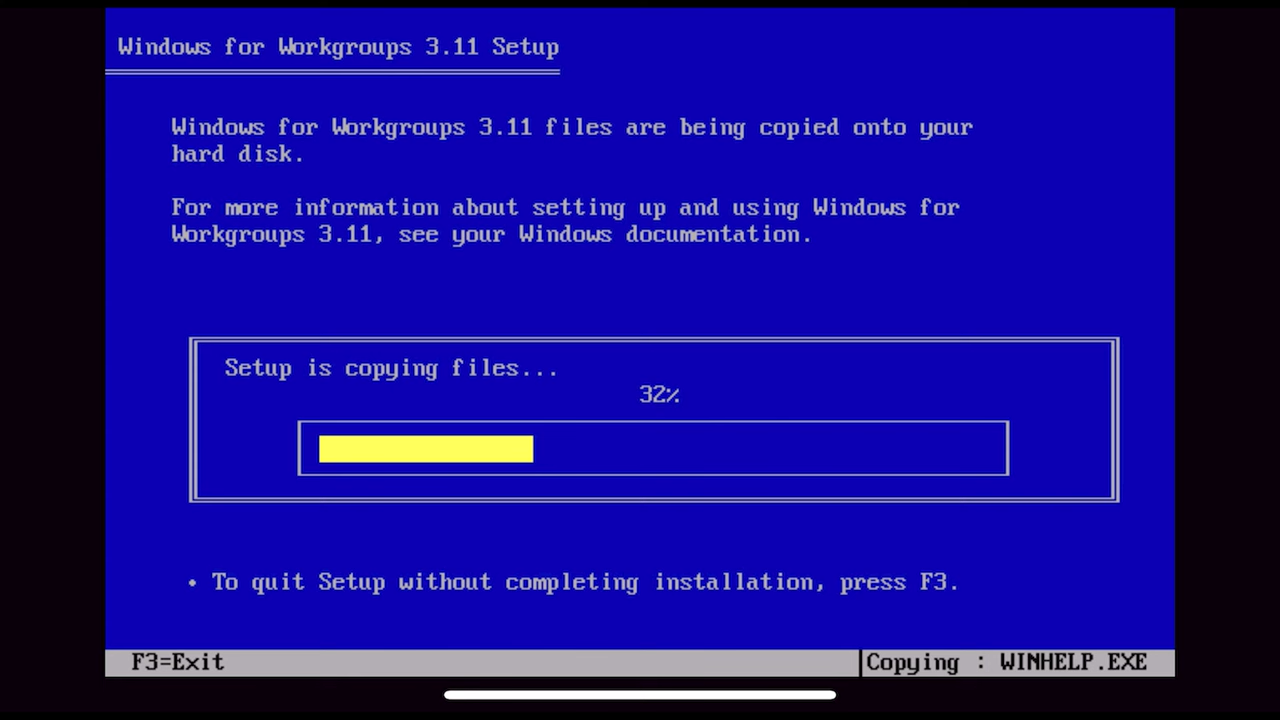 Windows for Workgroups 3.11 Setup
Windows for Workgroups 3.11 files are being copied onto your
hard disk.
For more information about setting up and using Windows for
Workgroups 3.11, see your Windows documentation.
Setup is copying files...
32%
• To quit Setup without completing installation, press F3.
F3=Exit
Copying : WINHELP.EXE